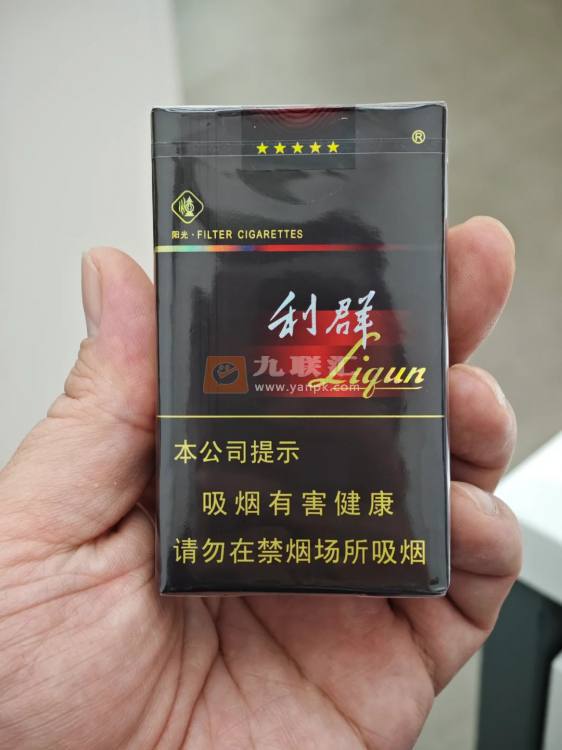 ★★★★★
®
阳光·FILTER CIGARETTES
利群
Liqun
九联汇
www.yanpk.com
本公司提示
吸烟有害健康
请勿在禁烟场所吸烟